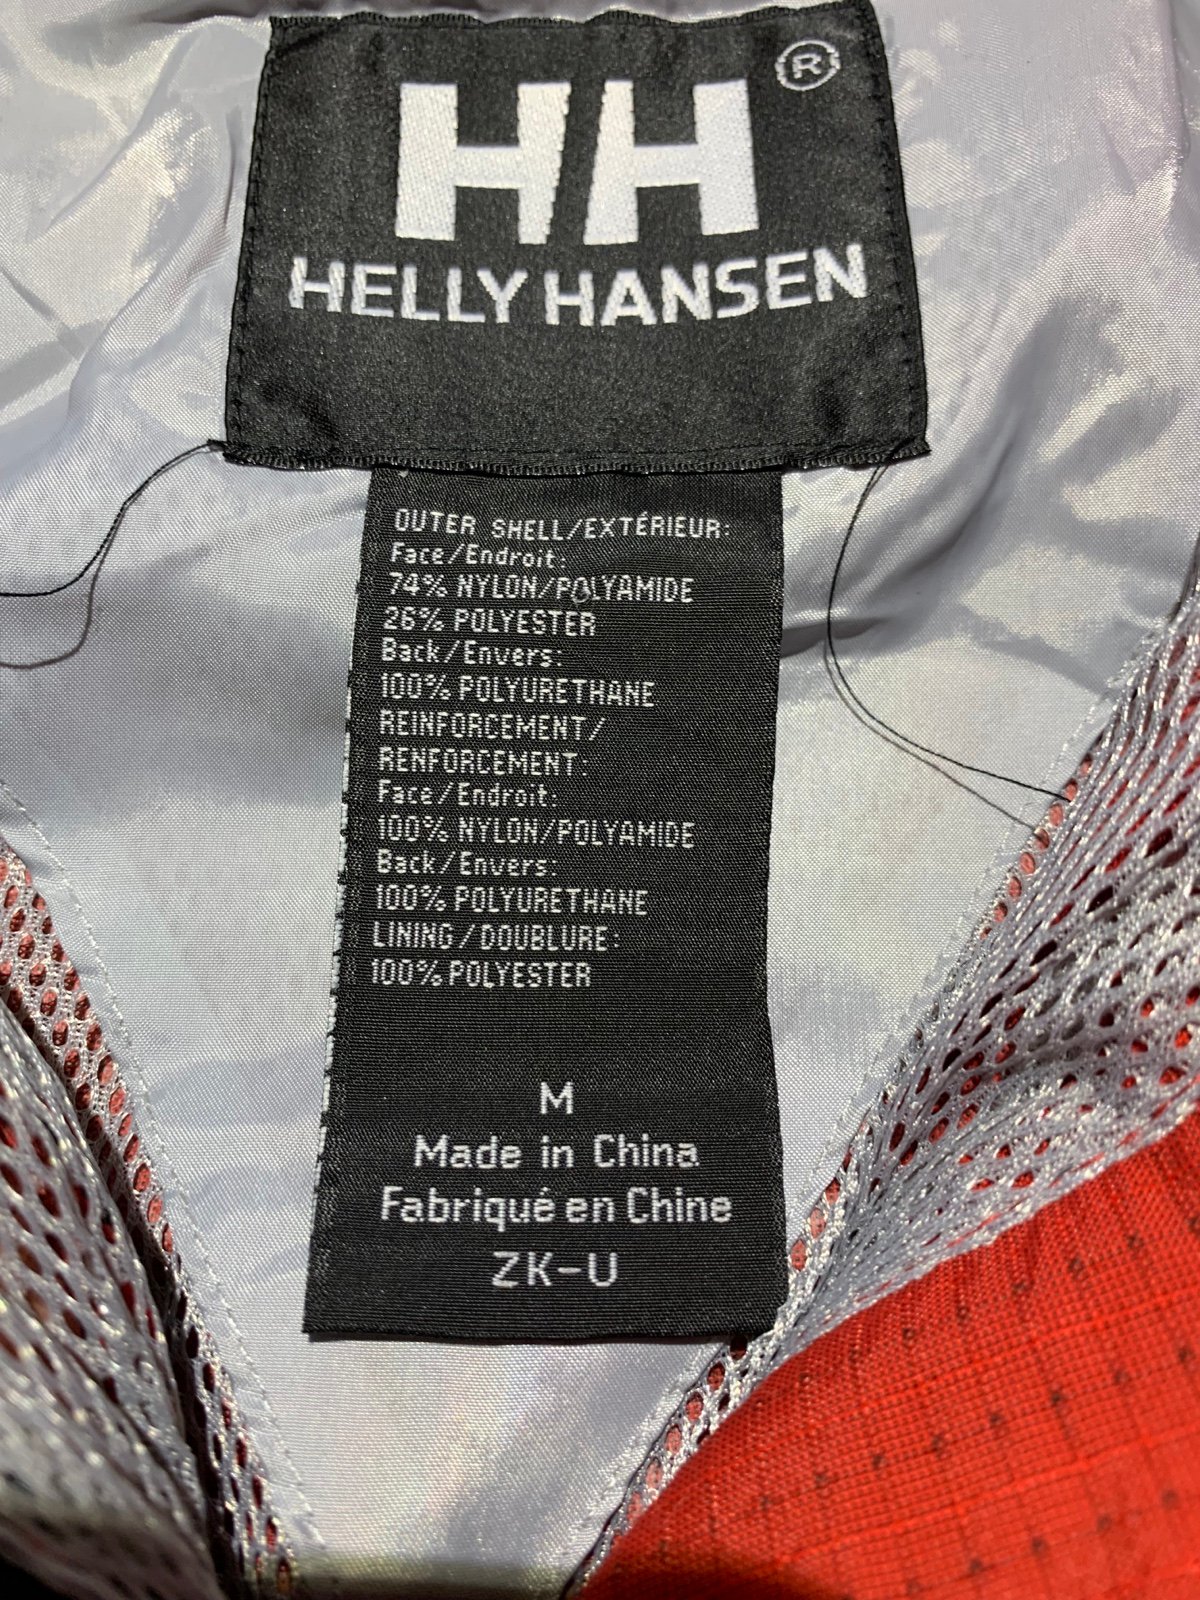 HH ®
HELLY HANSEN
OUTER SHELL/EXTÉRIEUR:
Face/Endroit:
74% NYLON/POLYAMIDE
26% POLYESTER
Back/Envers:
100% POLYURETHANE
REINFORCEMENT/
RENFORCEMENT:
Face/Endroit:
100% NYLON/POLYAMIDE
Back/Envers:
100% POLYURETHANE
LINING/DOUBLURE:
100% POLYESTER
M
Made in China
Fabriqué en Chine
ZK-U